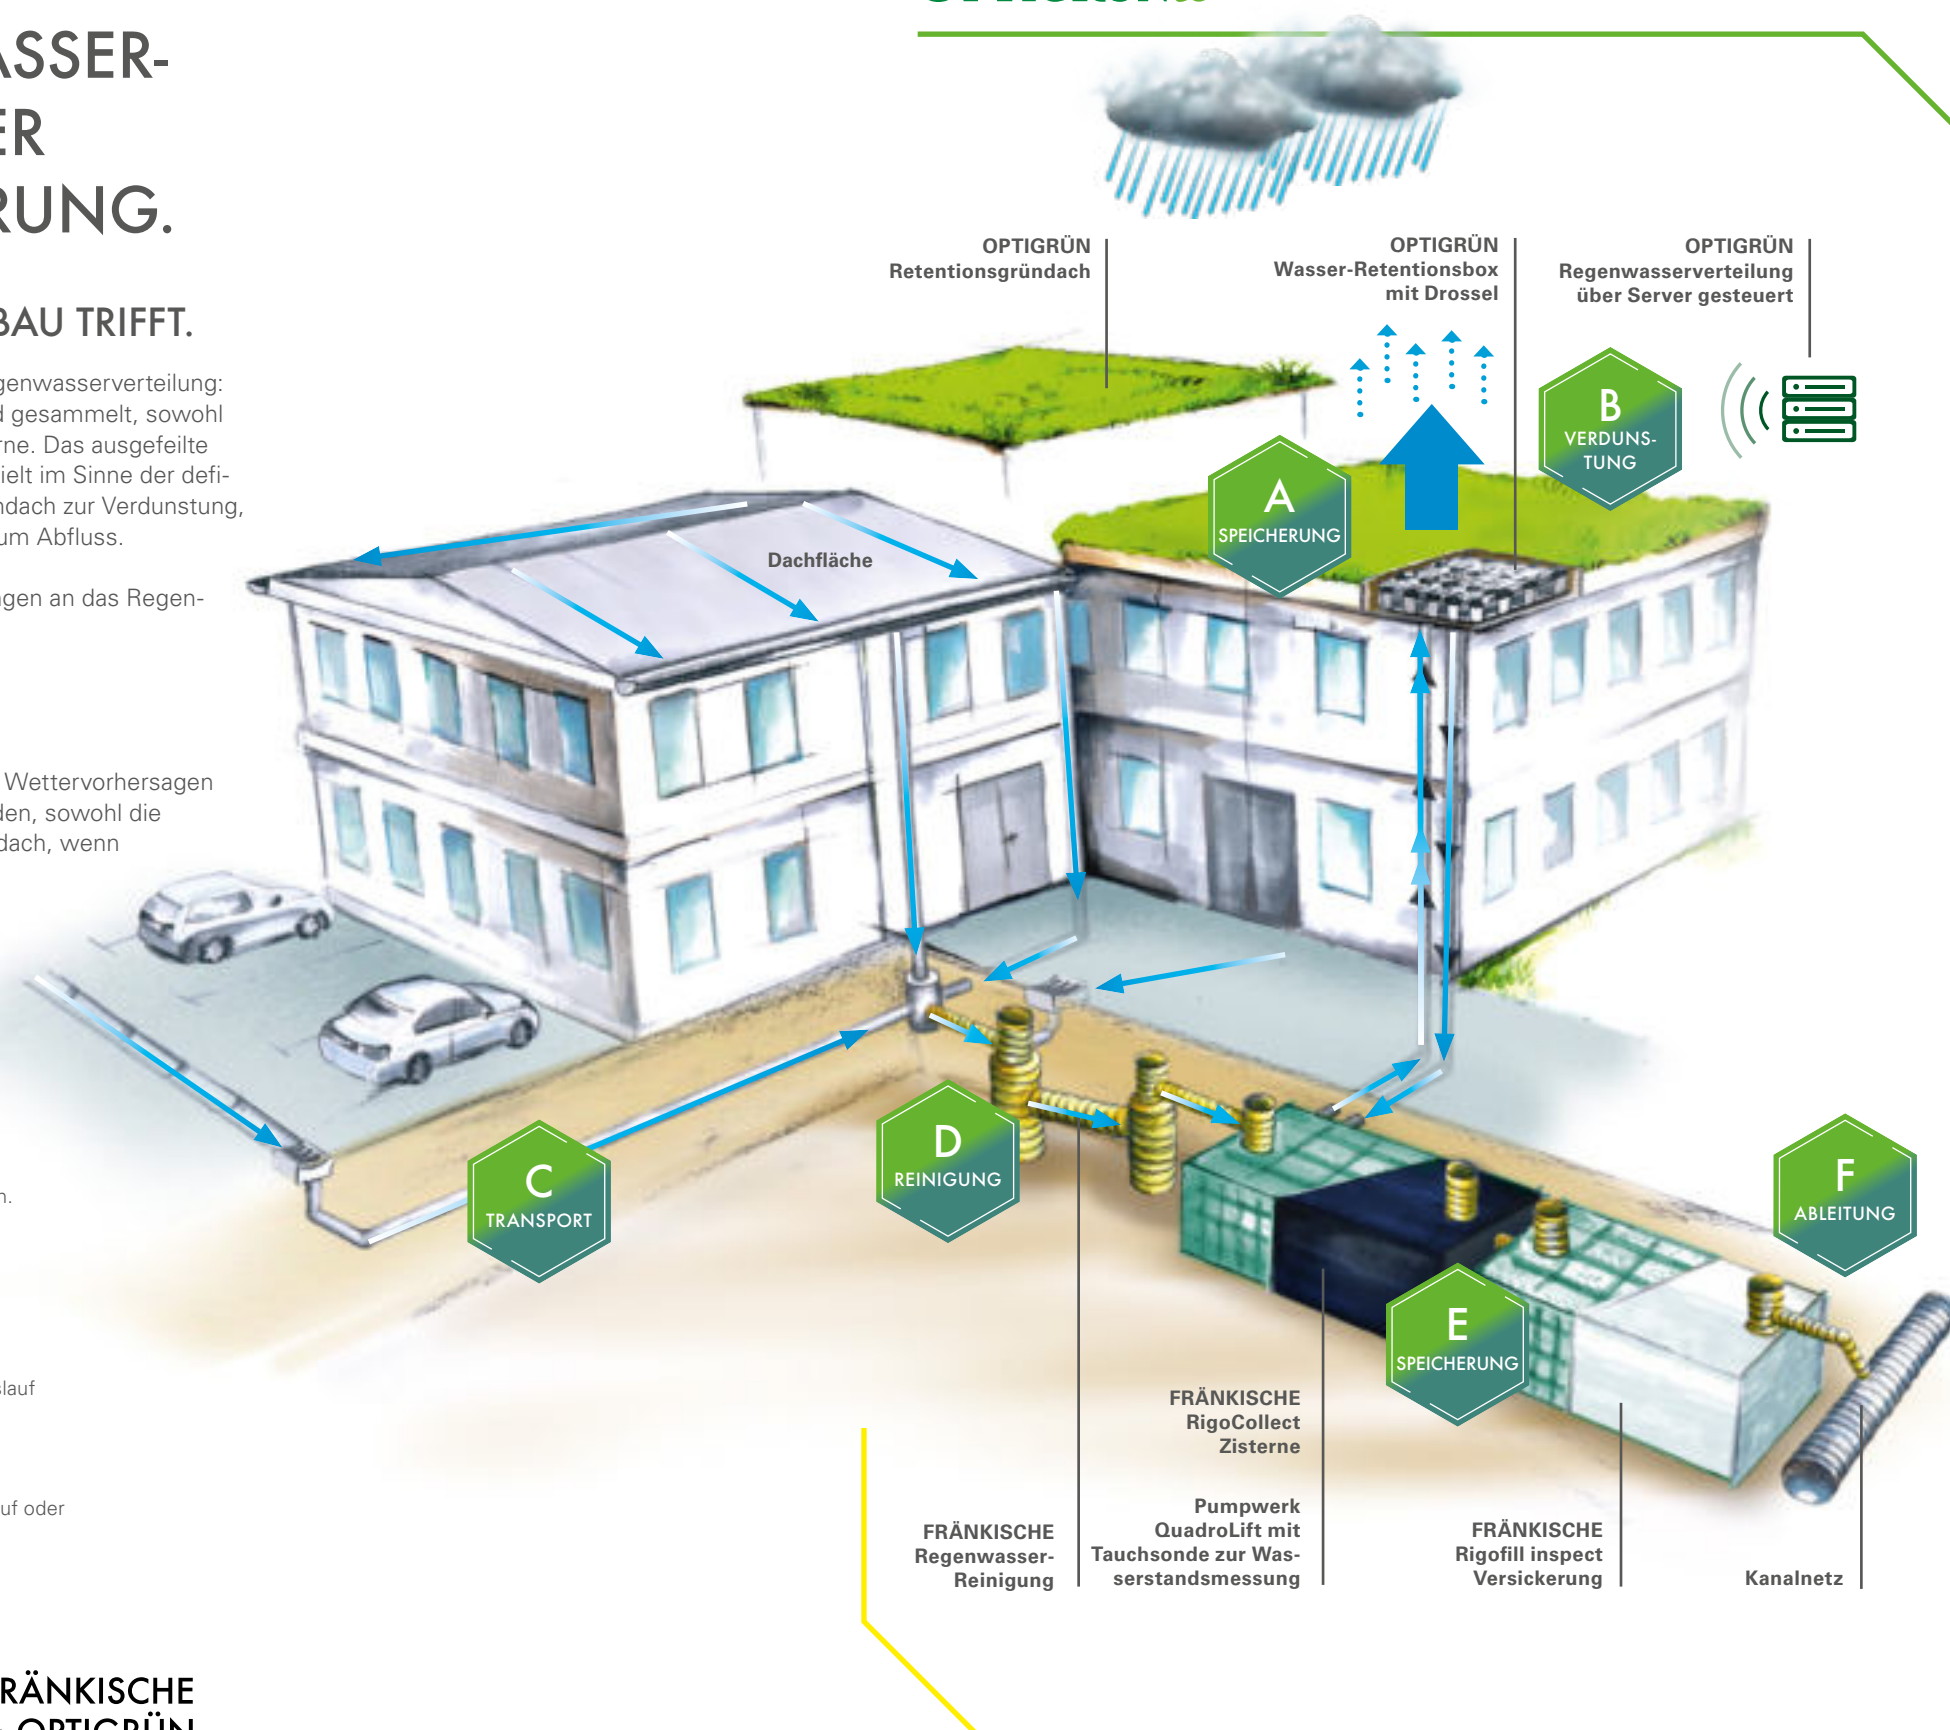 ASSER-
ER
RUNG.
BAU TRIFFT.
genwasserverteilung:
d gesammelt, sowohl
rne. Das ausgefeilte
ielt im Sinne der defi-
ndach zur Verdunstung,
um Abfluss.
gen an das Regen-
Wettervorhersagen
den, sowohl die
dach, wenn
n.
slauf
uf oder
RÄNKISCHE
OPTIGRÜN
OPTIGRÜN
Retentionsgründach
OPTIGRÜN
Wasser-Retentionsbox
mit Drossel
OPTIGRÜN
Regenwasserverteilung
über Server gesteuert
B
VERDUNS-
TUNG
A
SPEICHERUNG
Dachfläche
C
TRANSPORT
D
REINIGUNG
F
ABLEITUNG
E
SPEICHERUNG
FRÄNKISCHE
Regenwasser-
Reinigung
FRÄNKISCHE
RigoCollect
Zisterne
Pumpwerk
QuadroLift mit
Tauchsonde zur Was-
serstandsmessung
FRÄNKISCHE
Rigofill inspect
Versickerung
Kanalnetz